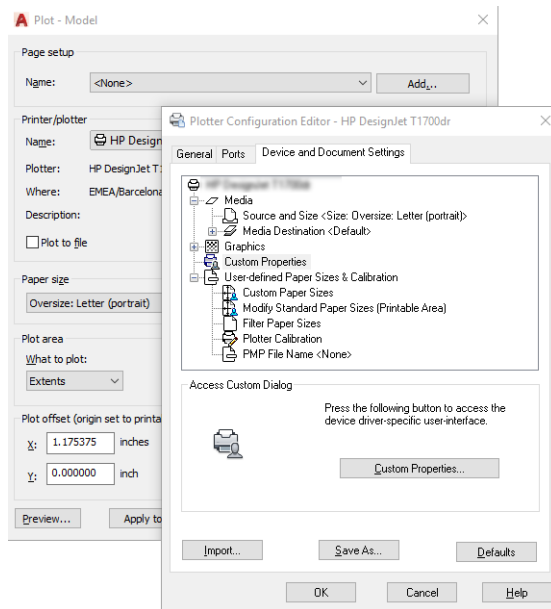 Plot - Model
Page setup
Name:
<None>
Add...
Printer/plotter
Name:
HP Design
Plotter:
HP DesignJet T
Where:
EMEA/Barcelona
Description:
Plot to file
Paper size
Oversize: Letter (portrait)
Plot area
What to plot:
Extents
Plot offset (origin set to printa
X:
1.175375
inches
Y:
0.000000
inch
Preview...
Apply to
Plotter Configuration Editor - HP DesignJet T1700dr
General
Ports
Device and Document Settings
Media
Source and Size <Size: Oversize: Letter (portrait)>
Media Destination <Default>
Graphics
Custom Properties
User-defined Paper Sizes & Calibration
Custom Paper Sizes
Modify Standard Paper Sizes (Printable Area)
Filter Paper Sizes
Plotter Calibration
PMP File Name <None>
Access Custom Dialog
Press the following button to access the
device driver-specific user-interface.
Custom Properties...
Import...
Save As...
Defaults
OK
Cancel
Help